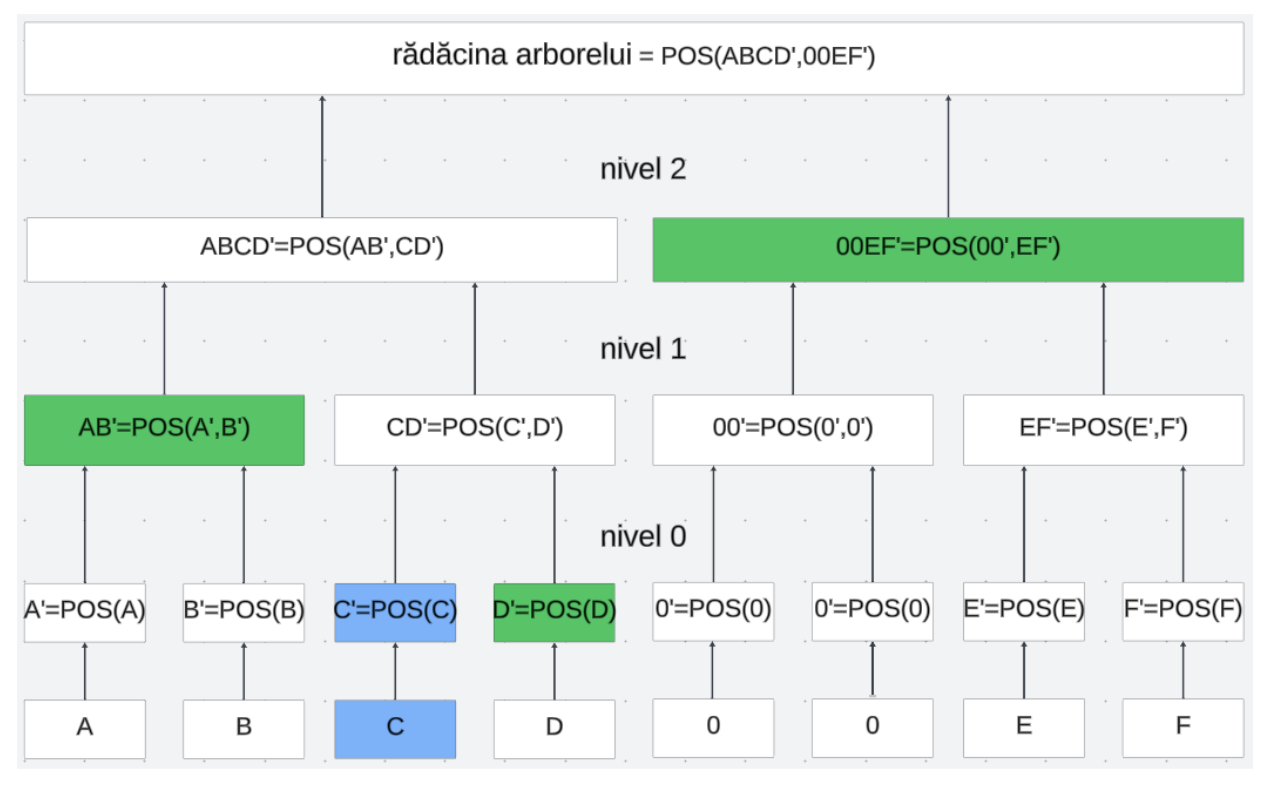 rădăcina arborelui = POS(ABCD',00EF')
nivel 2
ABCD'=POS(AB',CD')
00EF'=POS(00',EF')
nivel 1
AB'=POS(A',B')
CD'=POS(C',D')
00'=POS(0',0')
EF'=POS(E',F')
nivel 0
A'=POS(A)
B'=POS(B)
C'=POS(C)
D'=POS(D)
0'=POS(0)
0'=POS(0)
E'=POS(E)
F'=POS(F)
A
B
C
D
0
0
E
F